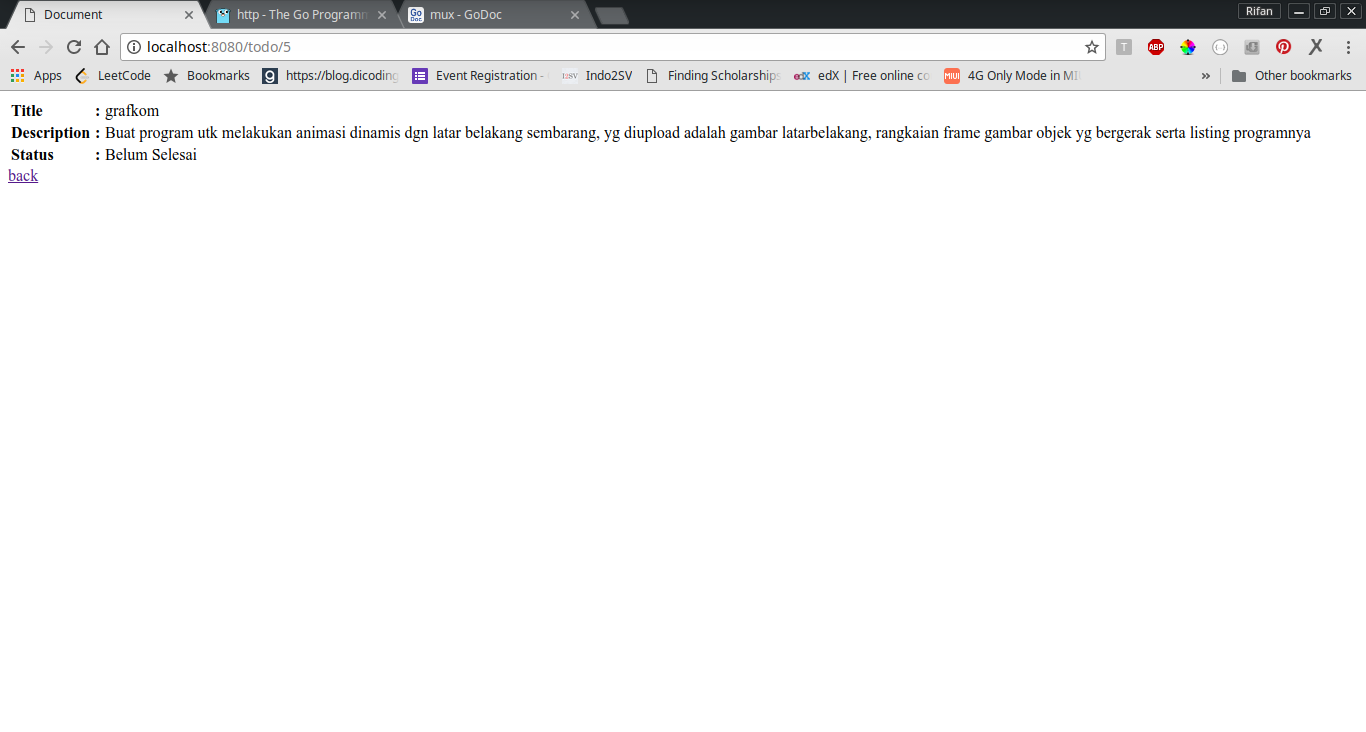 Document
http - The Go Programm
mux - GoDoc
Rifan
localhost:8080/todo/5
T
ABP
X
Apps
LeetCode
Bookmarks
https://blog.dicoding
Event Registration -
Indo2SV
Finding Scholarships
edX | Free online co
MIUI
4G Only Mode in MI
»
Other bookmarks
Title : grafkom
Description : Buat program utk melakukan animasi dinamis dgn latar belakang sembarang, yg diupload adalah gambar latarbelakang, rangkaian frame gambar objek yg bergerak serta listing programnya
Status : Belum Selesai
back